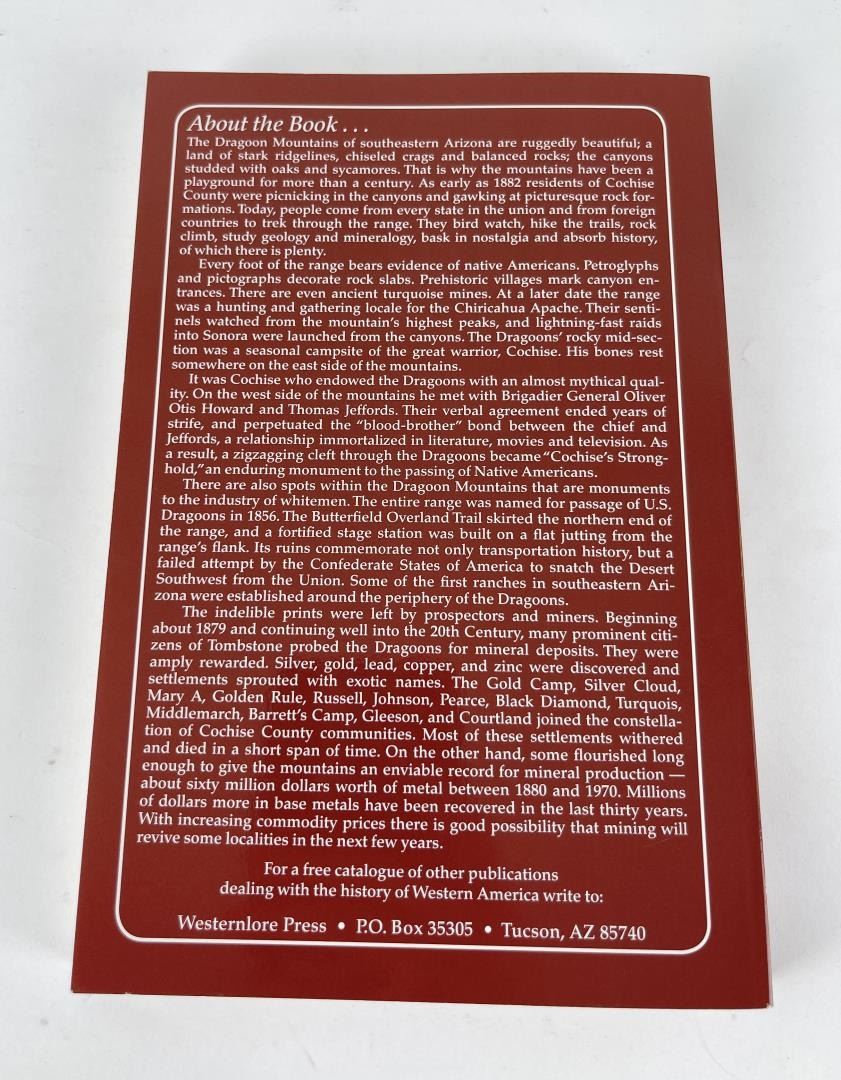 About the Book . . .
The Dragoon Mountains of southeastern Arizona are ruggedly beautiful; a
land of stark ridgelines, chiseled crags and balanced rocks; the canyons
studded with oaks and sycamores. That is why the mountains have been a
playground for more than a century. As early as 1882 residents of Cochise
County were picnicking in the canyons and gawking at picturesque rock for-
mations. Today, people come from every state in the union and from foreign
countries to trek through the range. They bird watch, hike the trails, rock
climb, study geology and mineralogy, bask in nostalgia and absorb history,
of which there is plenty.
Every foot of the range bears evidence of native Americans. Petroglyphs
and pictographs decorate rock slabs. Prehistoric villages mark canyon en-
trances. There are even ancient turquoise mines. At a later date the range
was a hunting and gathering locale for the Chiricahua Apache. Their senti-
nels watched from the mountain's highest peaks, and lightning-fast raids
into Sonora were launched from the canyons. The Dragoons' rocky mid-sec-
tion was a seasonal campsite of the great warrior, Cochise. His bones rest
somewhere on the east side of the mountains.
It was Cochise who endowed the Dragoons with an almost mythical qual-
ity. On the west side of the mountains he met with Brigadier General Oliver
Otis Howard and Thomas Jeffords. Their verbal agreement ended years of
strife, and perpetuated the "blood-brother" bond between the chief and
Jeffords, a relationship immortalized in literature, movies and television. As
a result, a zigzagging cleft through the Dragoons became "Cochise's Strong-
hold," an enduring monument to the passing of Native Americans.
There are also spots within the Dragoon Mountains that are monuments
to the industry of whitemen. The entire range was named for passage of U.S.
Dragoons in 1856. The Butterfield Overland Trail skirted the northern end of
the range, and a fortified stage station was built on a flat jutting from the
range's flank. Its ruins commemorate not only transportation history, but a
failed attempt by the Confederate States of America to snatch the Desert
Southwest from the Union. Some of the first ranches in southeastern Ari-
zona were established around the periphery of the Dragoons.
The indelible prints were left by prospectors and miners. Beginning
about 1879 and continuing well into the 20th Century, many prominent citi-
zens of Tombstone probed the Dragoons for mineral deposits. They were
amply rewarded. Silver, gold, lead, copper, and zinc were discovered and
settlements sprouted with exotic names. The Gold Camp, Silver Cloud,
Mary A, Golden Rule, Russell, Johnson, Pearce, Black Diamond, Turquois,
Middlemarch, Barrett's Camp, Gleeson, and Courtland joined the constella-
tion of Cochise County communities. Most of these settlements withered
and died in a short span of time. On the other hand, some flourished long
enough to give the mountains an enviable record for mineral production —
about sixty million dollars worth of metal between 1880 and 1970. Millions
of dollars more in base metals have been recovered in the last thirty years.
With increasing commodity prices there is good possibility that mining will
revive some localities in the next few years.
For a free catalogue of other publications
dealing with the history of Western America write to:
Westernlore Press • P.O. Box 35305 • Tucson, AZ 85740